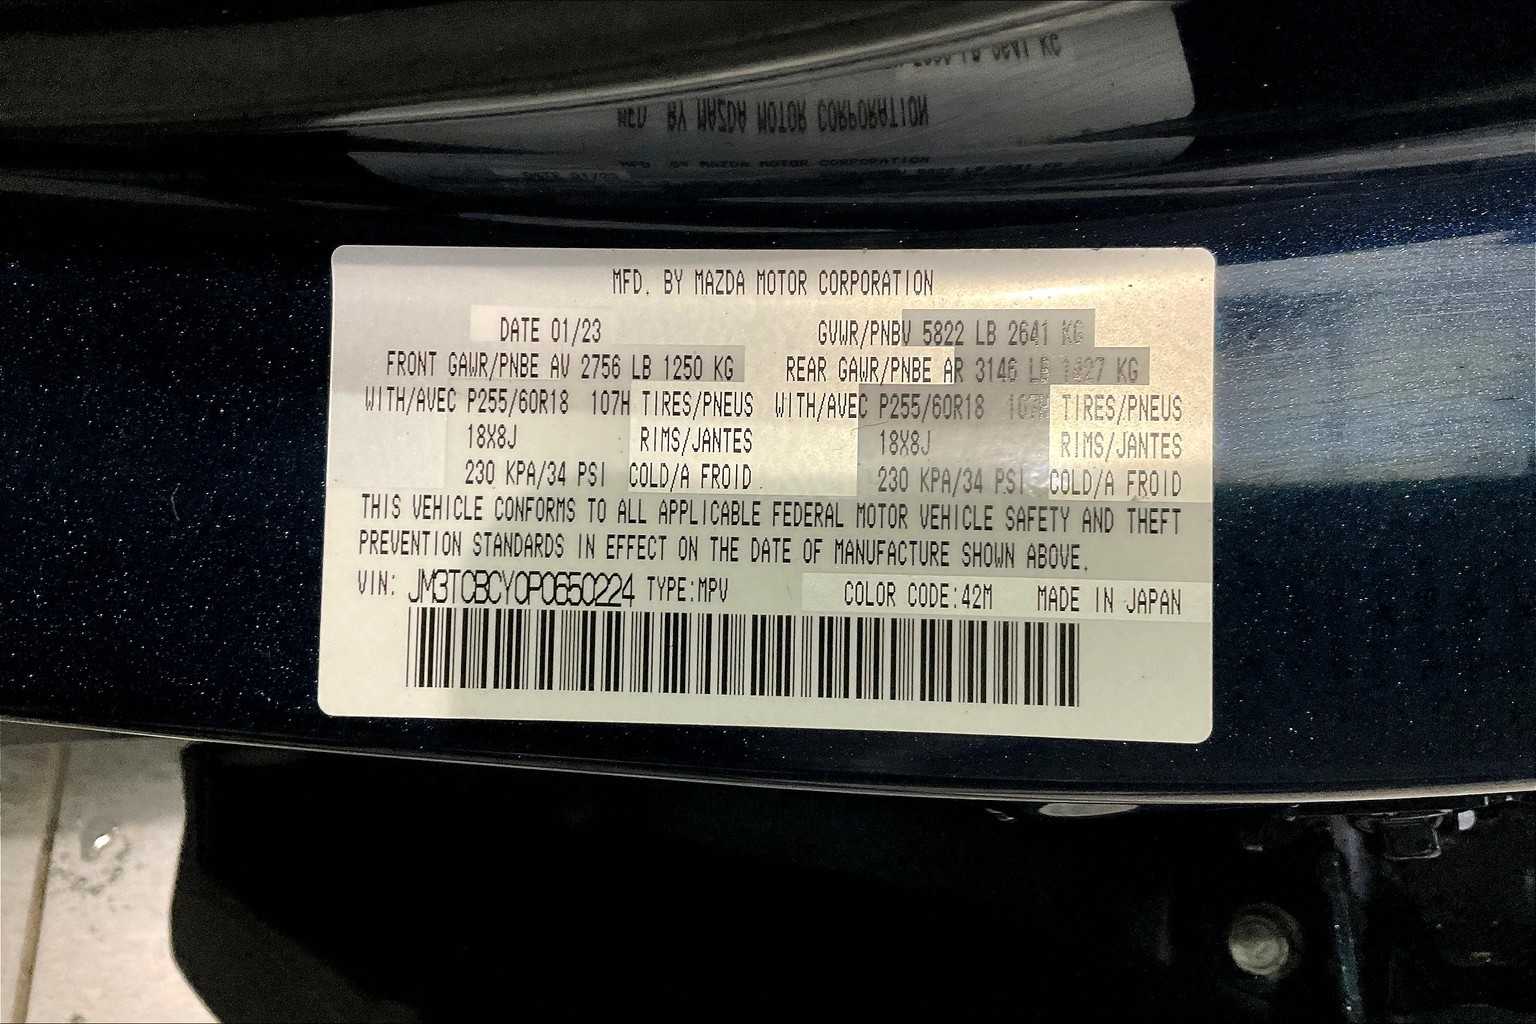 MFD. BY MAZDA MOTOR CORPORATION
DATE 01/23 GVWR/PNBV 5822 LB 2641 KG
FRONT GAWR/PNBE AV 2756 LB 1250 KG REAR GAWR/PNBE AR 3146 LB 1427 KG
WITH/AVEC P255/60R18 107H TIRES/PNEUS WITH/AVEC P255/60R18 107H TIRES/PNEUS
18X8J RIMS/JANTES 18X8J RIMS/JANTES
230 KPA/34 PSI COLD/A FROID 230 KPA/34 PSI COLD/A FROID
THIS VEHICLE CONFORMS TO ALL APPLICABLE FEDERAL MOTOR VEHICLE SAFETY AND THEFT
PREVENTION STANDARDS IN EFFECT ON THE DATE OF MANUFACTURE SHOWN ABOVE.
VIN: JM3TCBCY0P0650224 TYPE:MPV COLOR CODE:42M MADE IN JAPAN